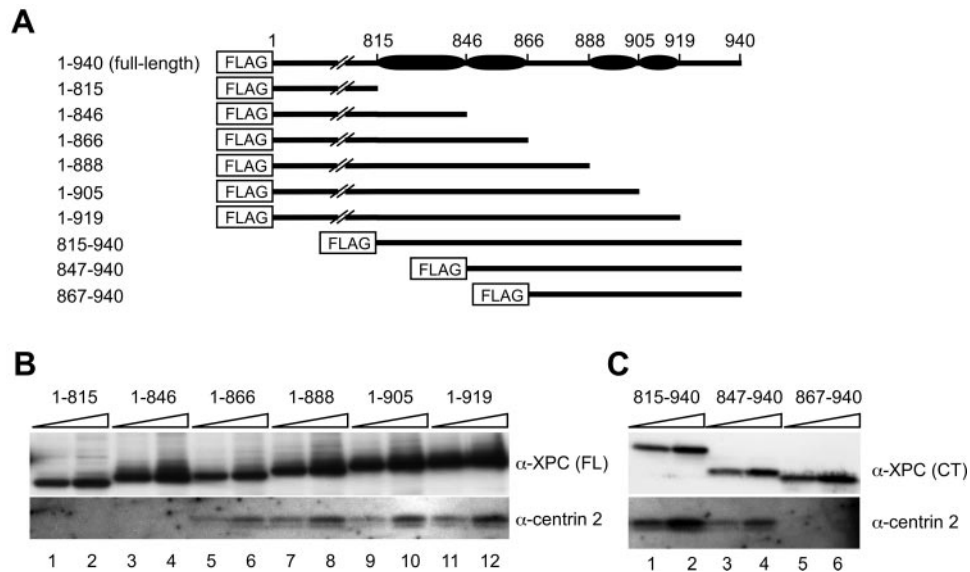 A
1 815 846 866 888 905 919 940
1-940 (full-length) FLAG
1-815 FLAG
1-846 FLAG
1-866 FLAG
1-888 FLAG
1-905 FLAG
1-919 FLAG
815-940 FLAG
847-940 FLAG
867-940 FLAG
B
1-815 1-846 1-866 1-888 1-905 1-919
α-XPC (FL)
α-centrin 2
1 2 3 4 5 6 7 8 9 10 11 12
C
815-940 847-940 867-940
α-XPC (CT)
α-centrin 2
1 2 3 4 5 6